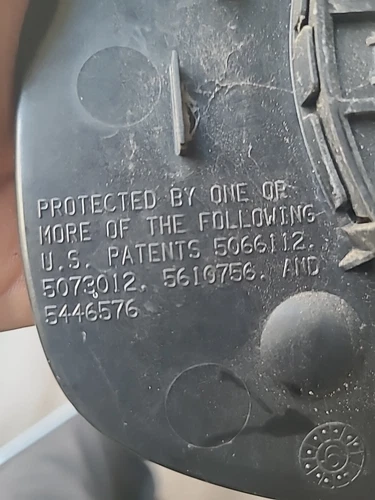 PROTECTED BY ONE OR
MORE OF THE FOLLOWING
U.S. PATENTS 5066112,
5073012, 5610756, AND
5446576